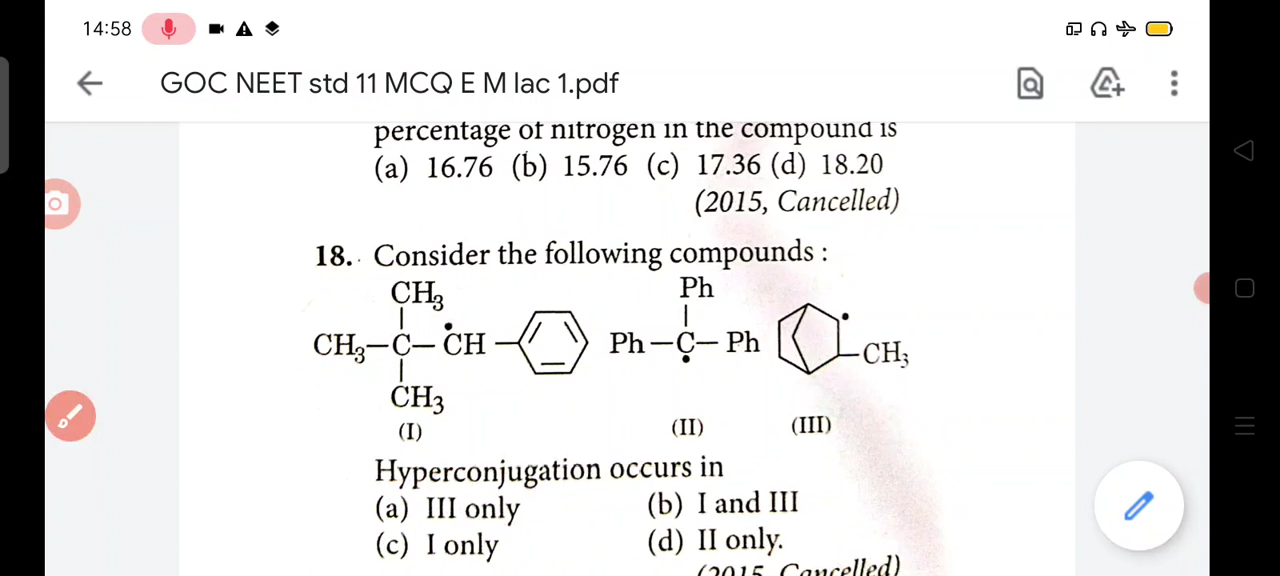 14:58
GOC NEET std 11 MCQ E M lac 1.pdf
percentage of nitrogen in the compound is
(a) 16.76 (b) 15.76 (c) 17.36 (d) 18.20
(2015, Cancelled)
18. Consider the following compounds :
CH₃
Ph
CH₃–C–ĊH
Ph–C–Ph
CH₃
CH₃
(I)
(II)
(III)
Hyperconjugation occurs in
(a) III only
(b) I and III
(c) I only
(d) II only.
(2015, Cancelled)